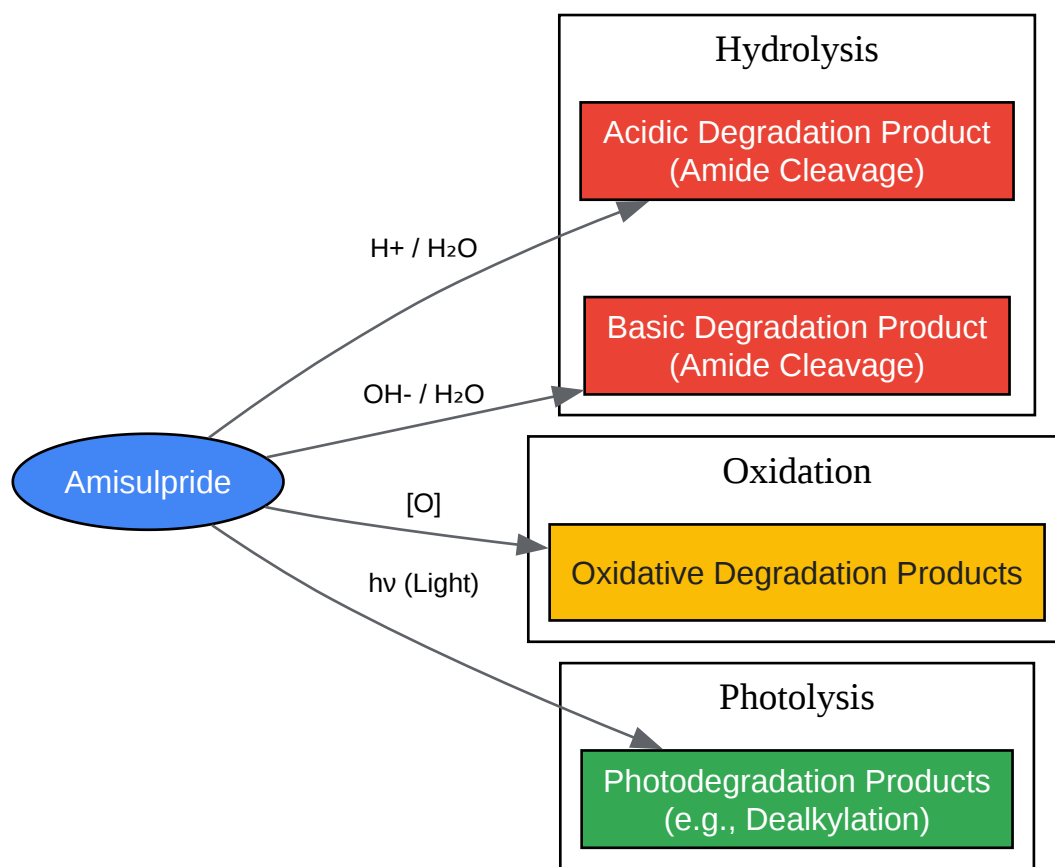 Hydrolysis
Acidic Degradation Product
(Amide Cleavage)
H+ / H₂O
Basic Degradation Product
(Amide Cleavage)
OH- / H₂O
Amisulpride
Oxidation
[O]
Oxidative Degradation Products
hν (Light)
Photolysis
Photodegradation Products
(e.g., Dealkylation)